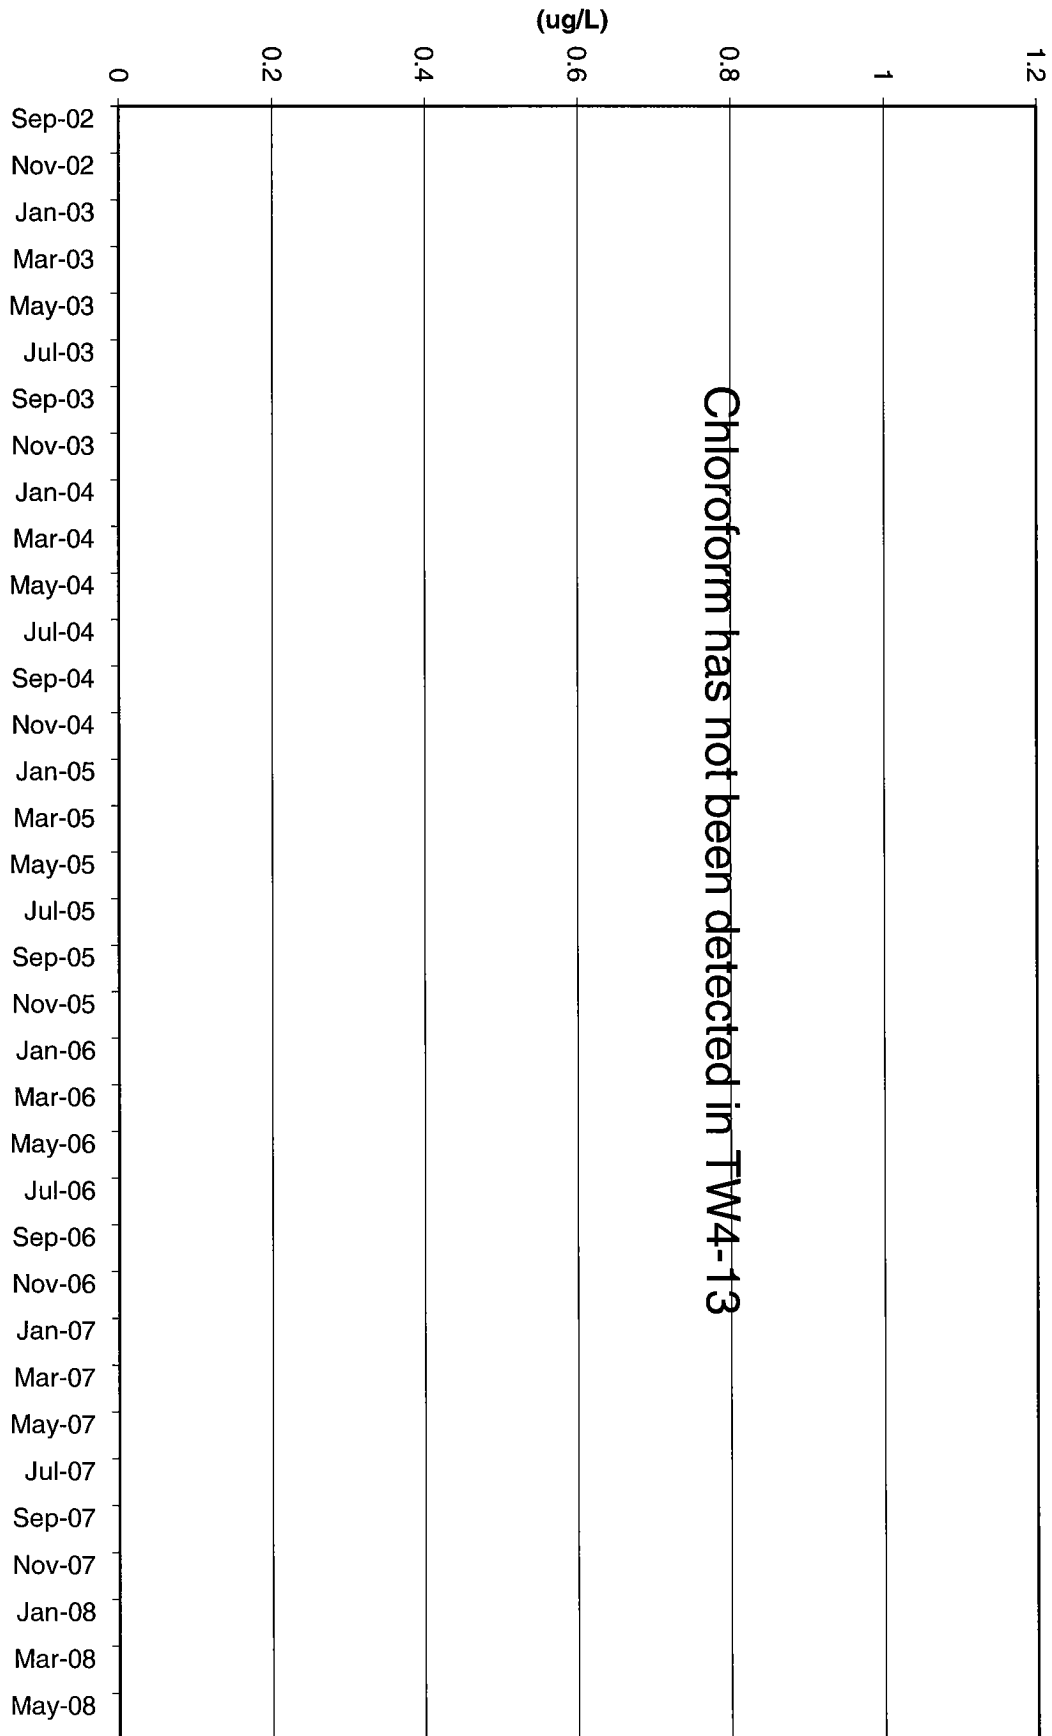 (ug/L)
0
0.2
0.4
0.6
0.8
1
1.2
Sep-02
Nov-02
Jan-03
Mar-03
May-03
Jul-03
Sep-03
Nov-03
Jan-04
Mar-04
May-04
Jul-04
Sep-04
Nov-04
Jan-05
Mar-05
May-05
Jul-05
Sep-05
Nov-05
Jan-06
Mar-06
May-06
Jul-06
Sep-06
Nov-06
Jan-07
Mar-07
May-07
Jul-07
Sep-07
Nov-07
Jan-08
Mar-08
May-08
Chloroform has not been detected in TW4-13